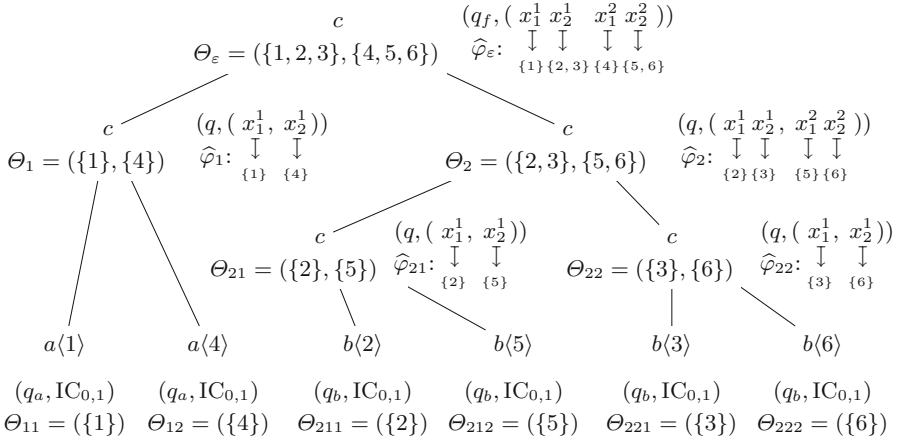 c (q_f, ( x_1^1 x_2^1 x_1^2 x_2^2 ))
Θ_ε = ({1, 2, 3}, {4, 5, 6}) φ̂_ε: ↧ ↧ ↧ ↧
{1} {2, 3} {4} {5, 6}
c (q, ( x_1^1, x_2^1 )) c (q, ( x_1^1 x_2^1, x_1^2 x_2^2 ))
Θ_1 = ({1}, {4}) φ̂_1: ↧ ↧ Θ_2 = ({2, 3}, {5, 6}) φ̂_2: ↧ ↧ ↧ ↧
{1} {4} {2} {3} {5} {6}
c (q, ( x_1^1, x_2^1 )) c (q, ( x_1^1, x_2^1 ))
Θ_21 = ({2}, {5}) φ̂_21: ↧ ↧ Θ_22 = ({3}, {6}) φ̂_22: ↧ ↧
{2} {5} {3} {6}
a⟨1⟩ a⟨4⟩ b⟨2⟩ b⟨5⟩ b⟨3⟩ b⟨6⟩
(q_a, IC_0,1) (q_a, IC_0,1) (q_b, IC_0,1) (q_b, IC_0,1) (q_b, IC_0,1) (q_b, IC_0,1)
Θ_11 = ({1}) Θ_12 = ({4}) Θ_211 = ({2}) Θ_212 = ({5}) Θ_221 = ({3}) Θ_222 = ({6})